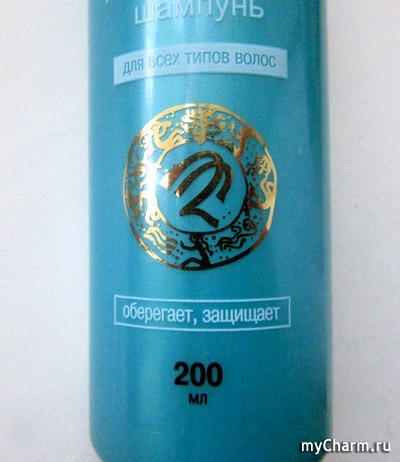 шампунь
для всех типов волос
оберегает, защищает
200
мл
myCharm.ru